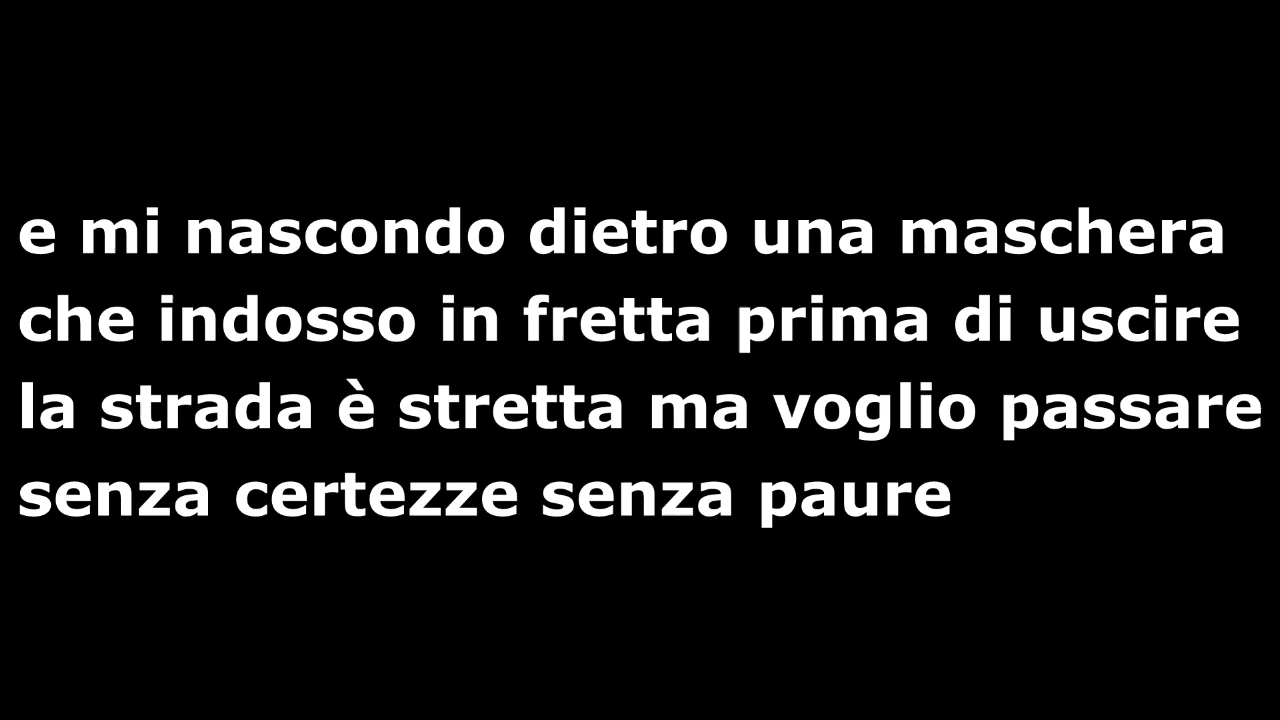 e mi nascondo dietro una maschera
che indosso in fretta prima di uscire
la strada è stretta ma voglio passare
senza certezze senza paure